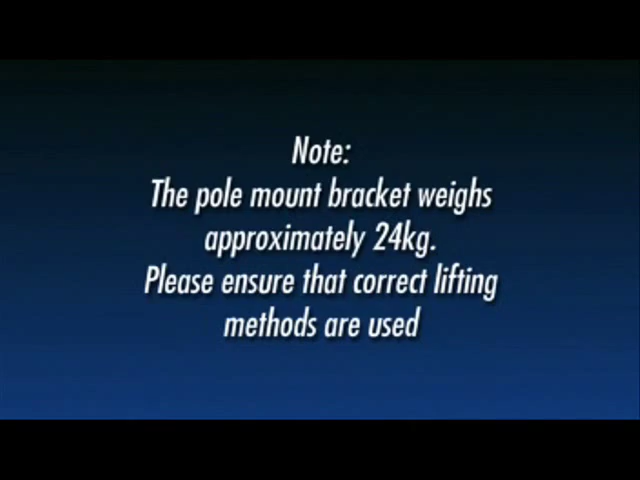 Note:
The pole mount bracket weighs
approximately 24kg.
Please ensure that correct lifting
methods are used